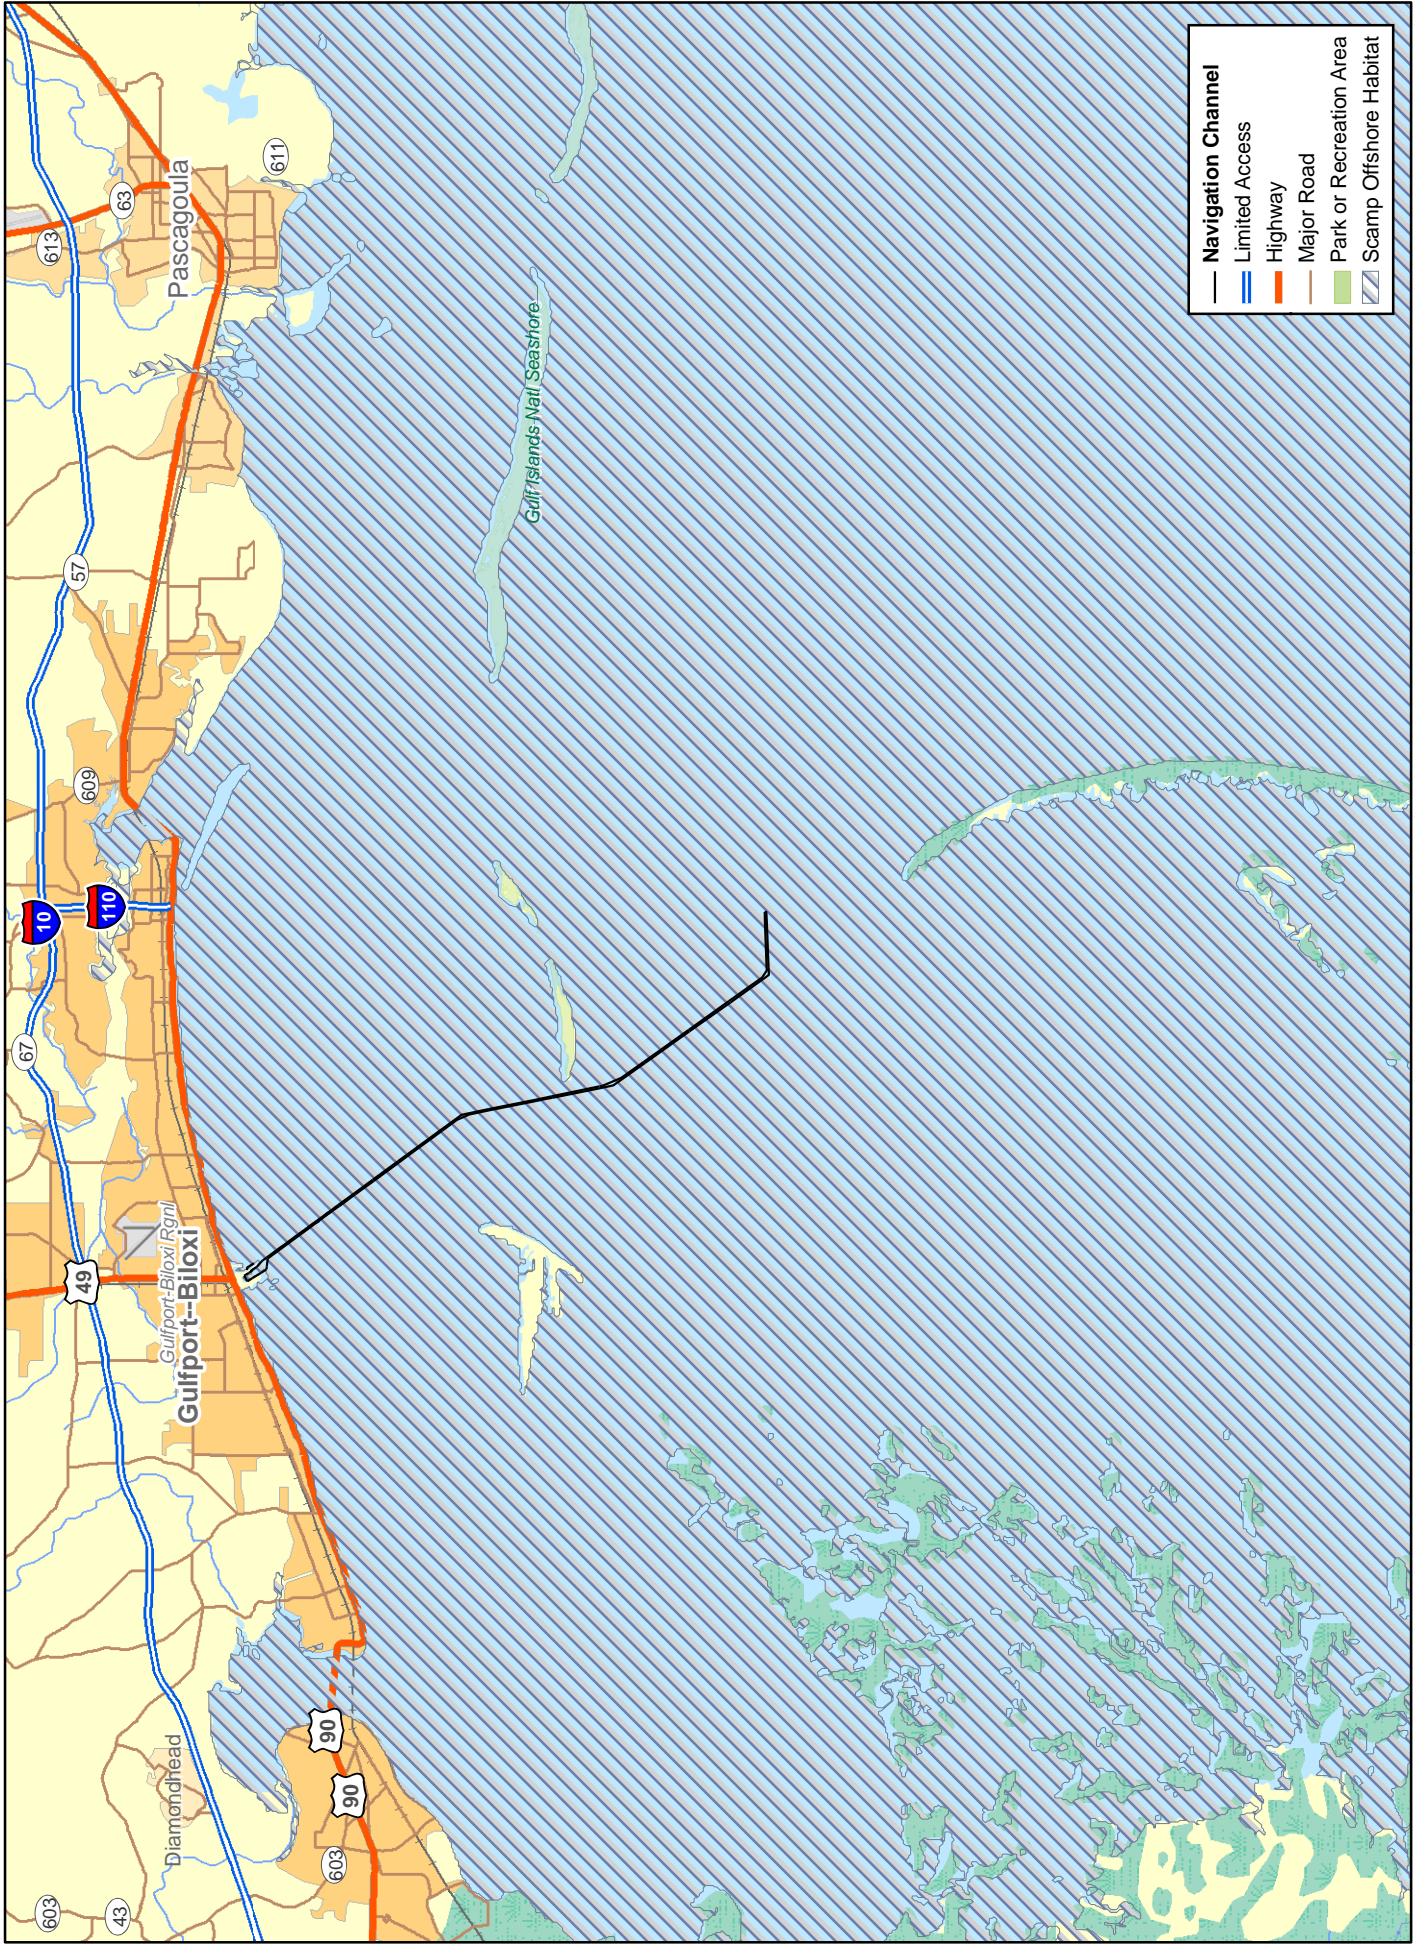 603
43
Diamondhead
603
90
90
49
Gulfport-Biloxi Rgnl
Gulfport--Biloxi
67
10
110
609
57
Gulf Islands Natl Seashore
613
63
Pascagoula
611
Navigation Channel
Limited Access
Highway
Major Road
Park or Recreation Area
Scamp Offshore Habitat